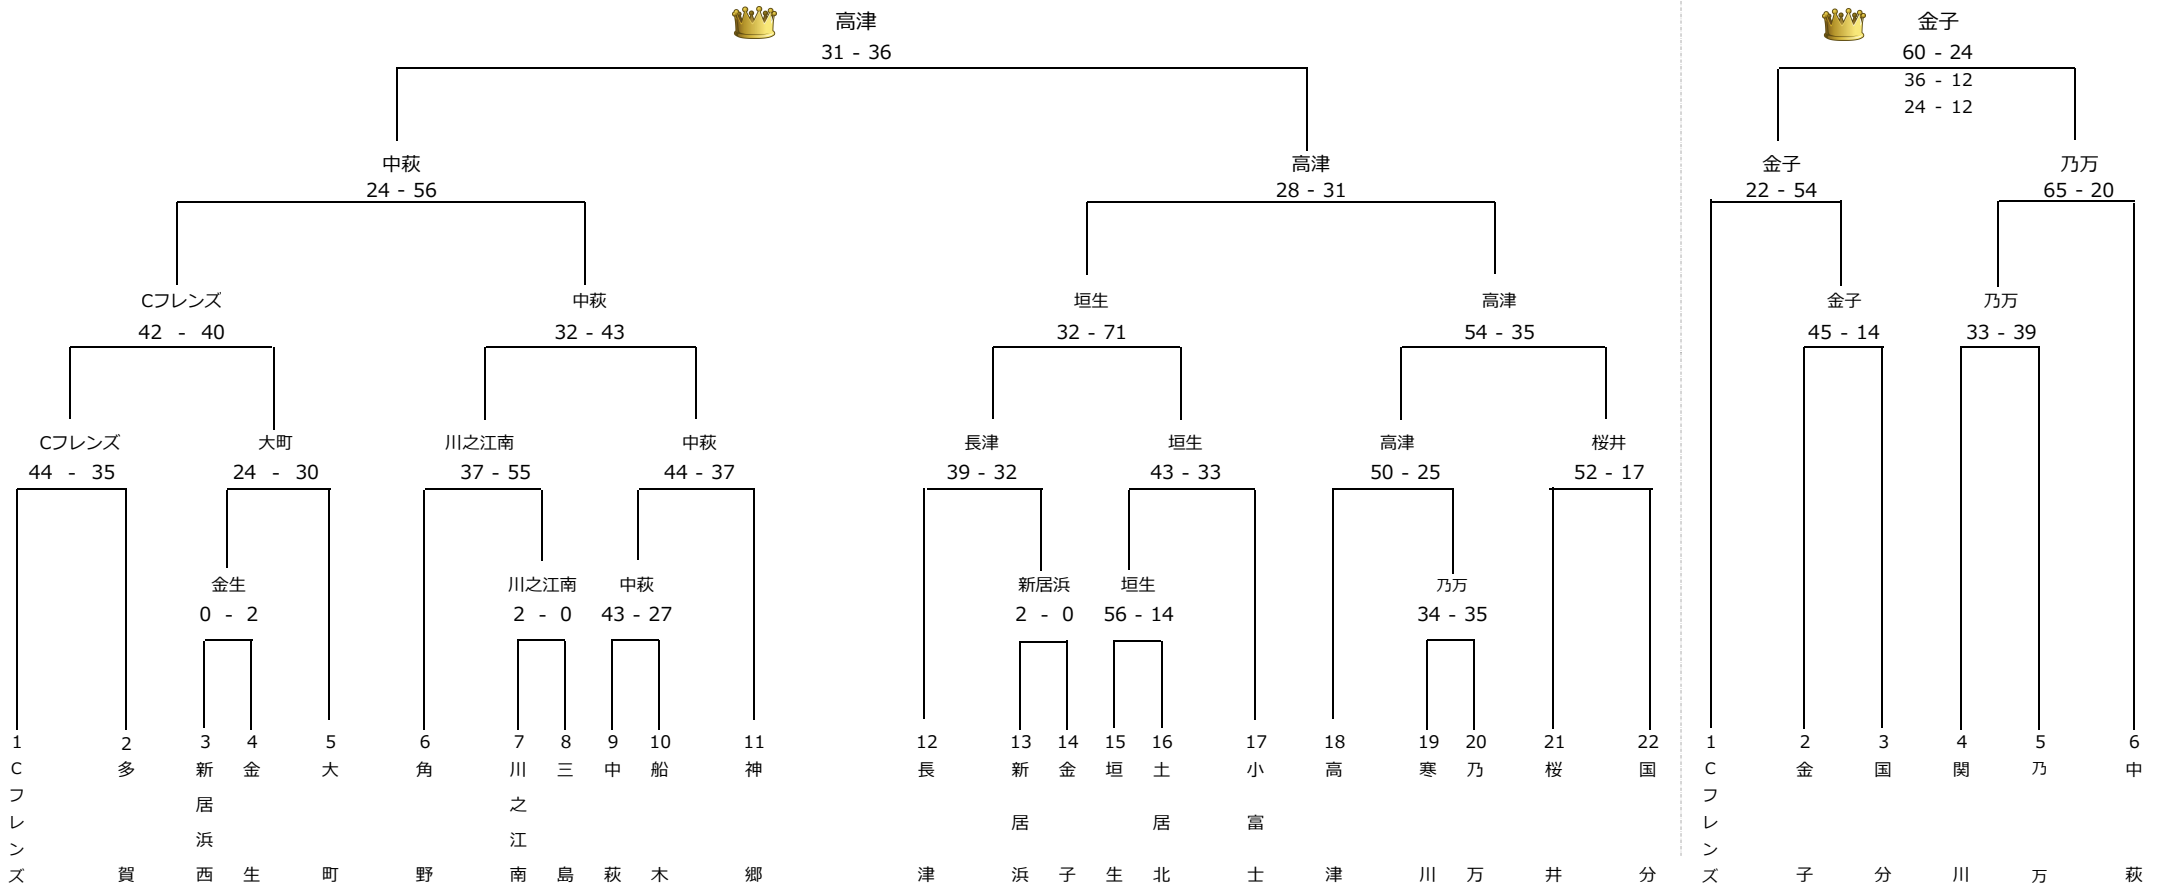 高津
31 - 36
中萩
24 - 56
高津
28 - 31
Cフレンズ
42 - 40
中萩
32 - 43
垣生
32 - 71
高津
54 - 35
Cフレンズ
44 - 35
大町
24 - 30
川之江南
37 - 55
中萩
44 - 37
長津
39 - 32
垣生
43 - 33
高津
50 - 25
桜井
52 - 17
金生
0 - 2
川之江南
2 - 0
中萩
43 - 27
新居浜
2 - 0
垣生
56 - 14
乃万
34 - 35
1
Cフレンズ
2
多賀
3
新居浜西
4
金生
5
大町
6
角野
7
川之江南
8
三島
9
中萩
10
船木
11
神郷
12
長津
13
新居浜
14
金子
15
垣生
16
土居北
17
小富士
18
高津
19
寒川
20
乃万
21
桜井
22
国分
金子
60 - 24
36 - 12
24 - 12
金子
22 - 54
乃万
65 - 20
金子
45 - 14
乃万
33 - 39
1
Cフレンズ
2
金子
3
国分
4
関川
5
乃万
6
中萩